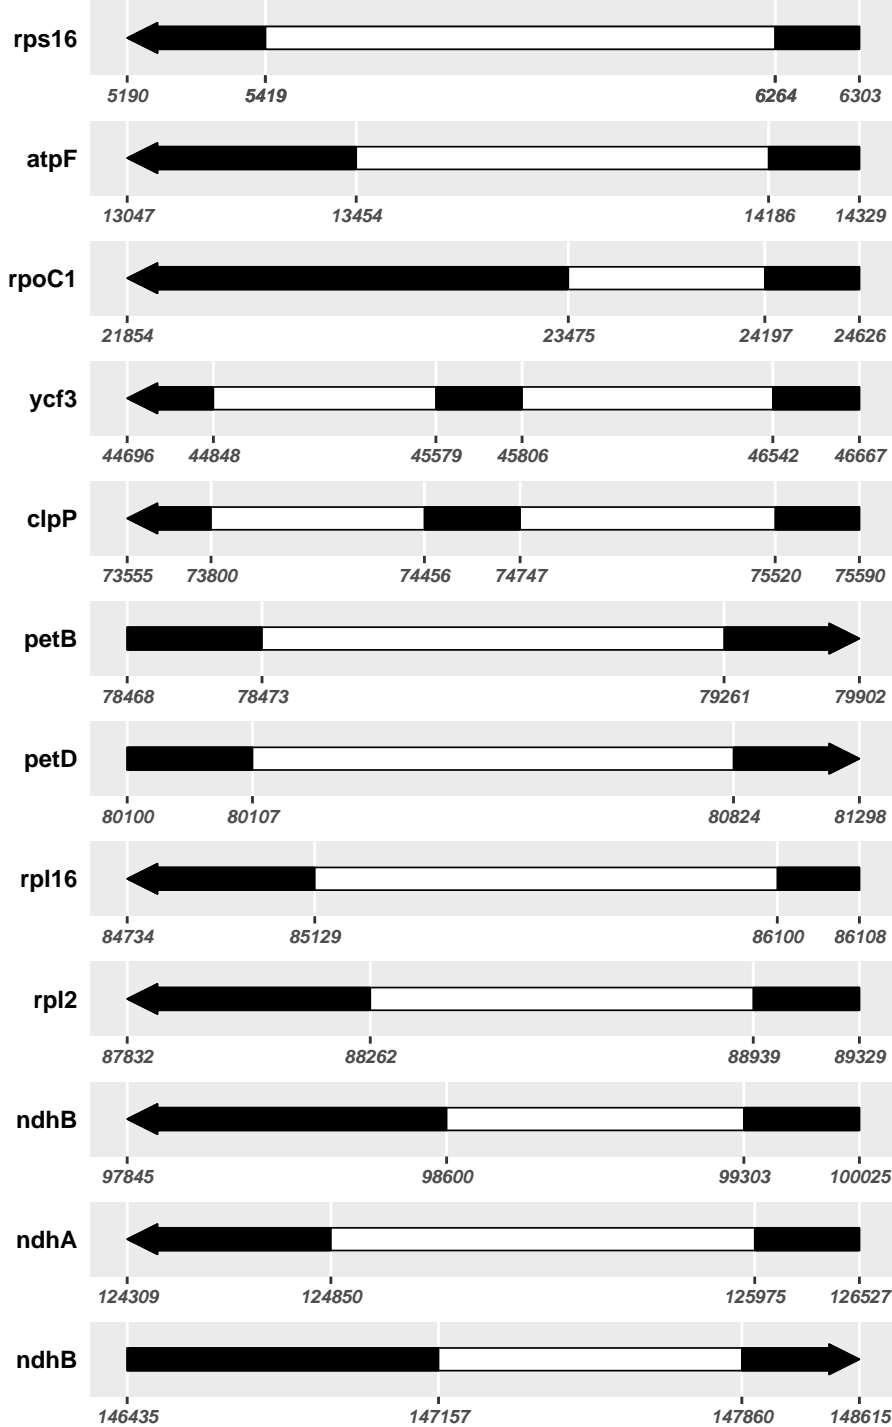 rps16
5190 5419 6264 6303
atpF
13047 13454 14186 14329
rpoC1
21854 23475 24197 24626
ycf3
44696 44848 45579 45806 46542 46667
clpP
73555 73800 74456 74747 75520 75590
petB
78468 78473 79261 79902
petD
80100 80107 80824 81298
rpl16
84734 85129 86100 86108
rpl2
87832 88262 88939 89329
ndhB
97845 98600 99303 100025
ndhA
124309 124850 125975 126527
ndhB
146435 147157 147860 148615